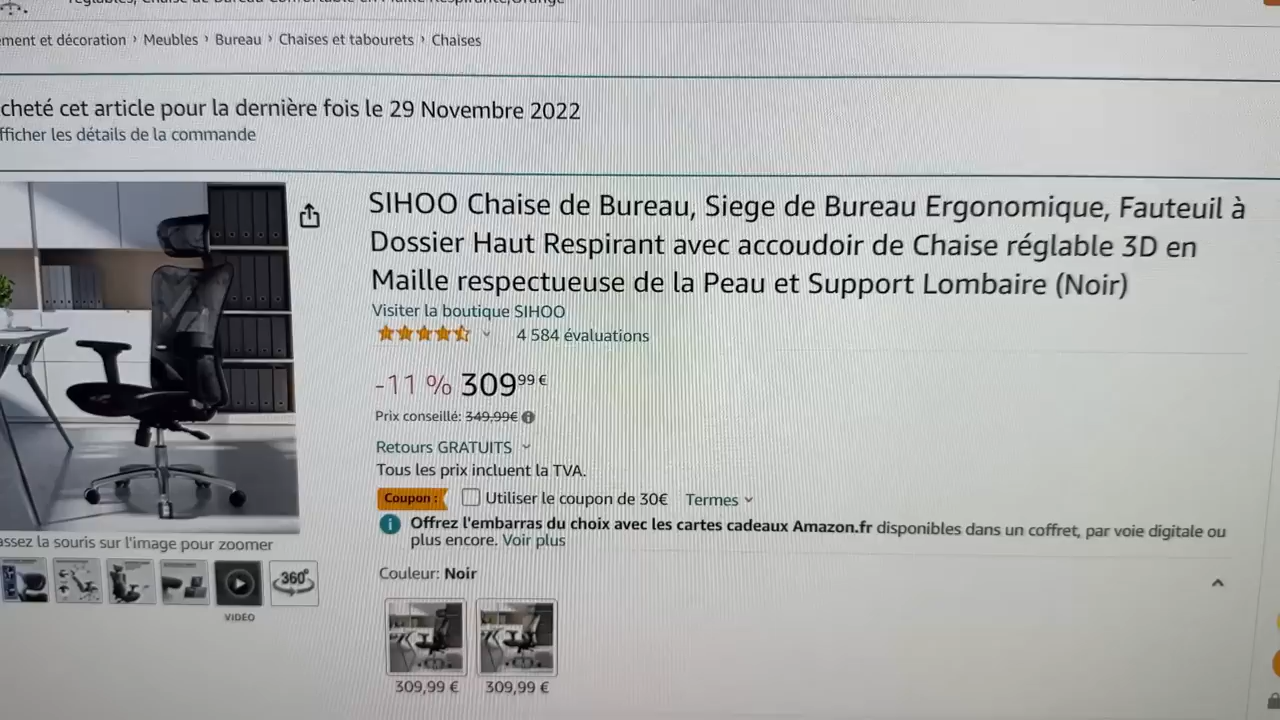 ment et décoration › Meubles › Bureau › Chaises et tabourets › Chaises
cheté cet article pour la dernière fois le 29 Novembre 2022
fficher les détails de la commande
SIHOO Chaise de Bureau, Siege de Bureau Ergonomique, Fauteuil à
Dossier Haut Respirant avec accoudoir de Chaise réglable 3D en
Maille respectueuse de la Peau et Support Lombaire (Noir)
Visiter la boutique SIHOO
4 584 évaluations
-11 % 309,99 €
Prix conseillé: 349,99€
Retours GRATUITS
Tous les prix incluent la TVA.
Coupon : Utiliser le coupon de 30€ Termes
Offrez l'embarras du choix avec les cartes cadeaux Amazon.fr disponibles dans un coffret, par voie digitale ou
plus encore. Voir plus
assez la souris sur l'image pour zoomer
360°
VIDEO
Couleur: Noir
309,99 € 309,99 €